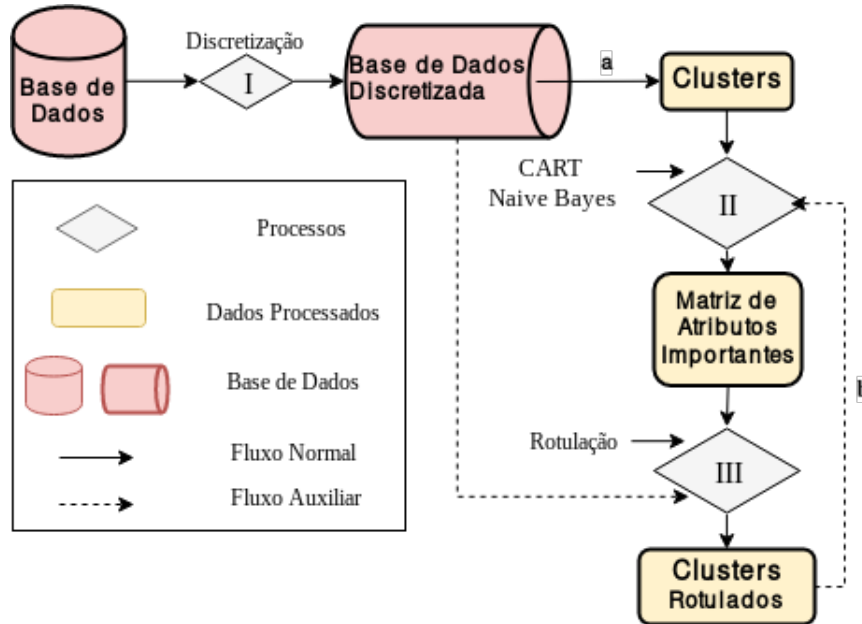 Discretização
Base de
Dados
I
Base de Dados
Discretizada
a
Clusters
CART
Naive Bayes
II
Processos
Matriz de
Atributos
Importantes
Dados Processados
Base de Dados
Rotulação
III
Fluxo Normal
Fluxo Auxiliar
Clusters
Rotulados